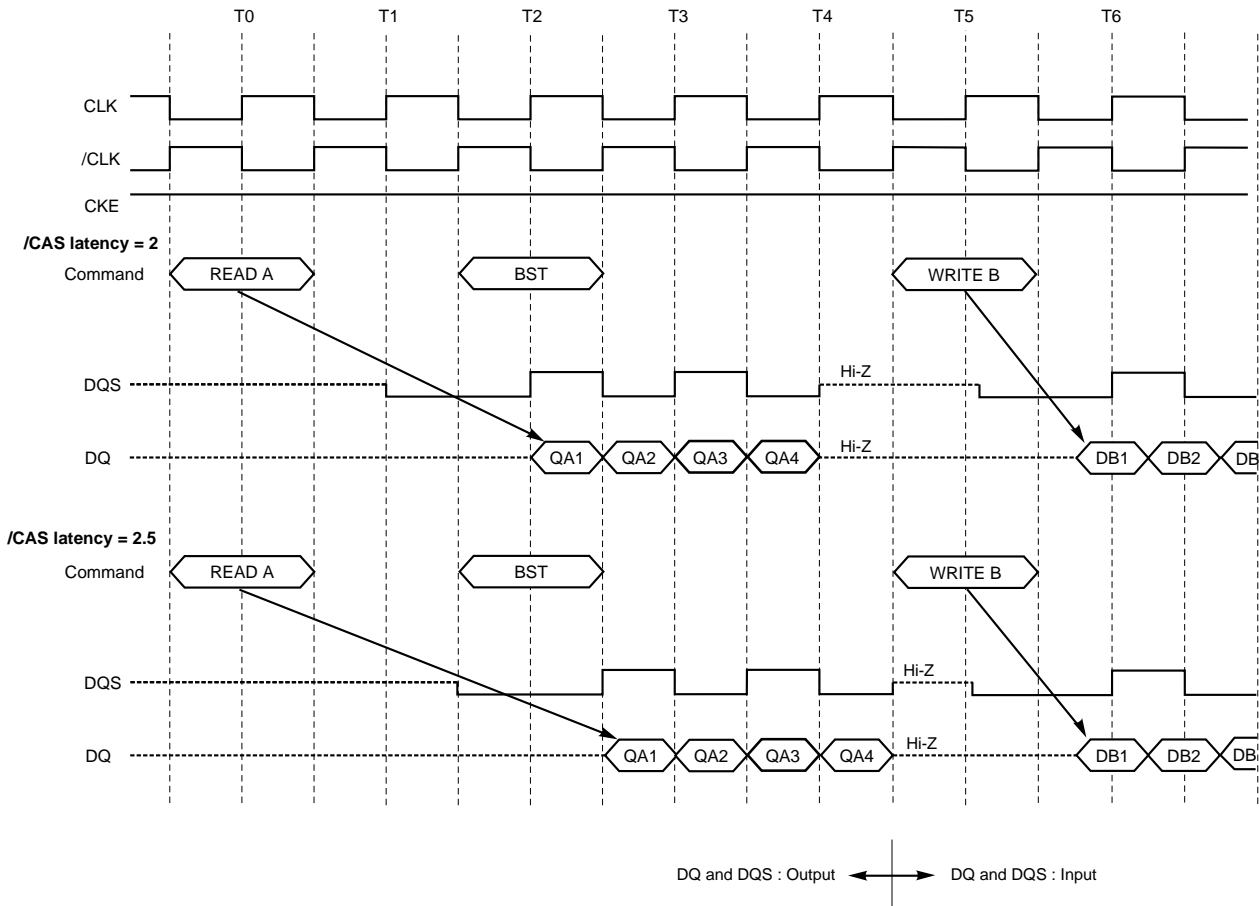 T0 T1 T2 T3 T4 T5 T6
CLK
/CLK
CKE
/CAS latency = 2
Command READ A BST WRITE B
DQS Hi-Z
DQ QA1 QA2 QA3 QA4 Hi-Z DB1 DB2 DB
/CAS latency = 2.5
Command READ A BST WRITE B
DQS Hi-Z
DQ QA1 QA2 QA3 QA4 Hi-Z DB1 DB2 DB
DQ and DQS : Output DQ and DQS : Input